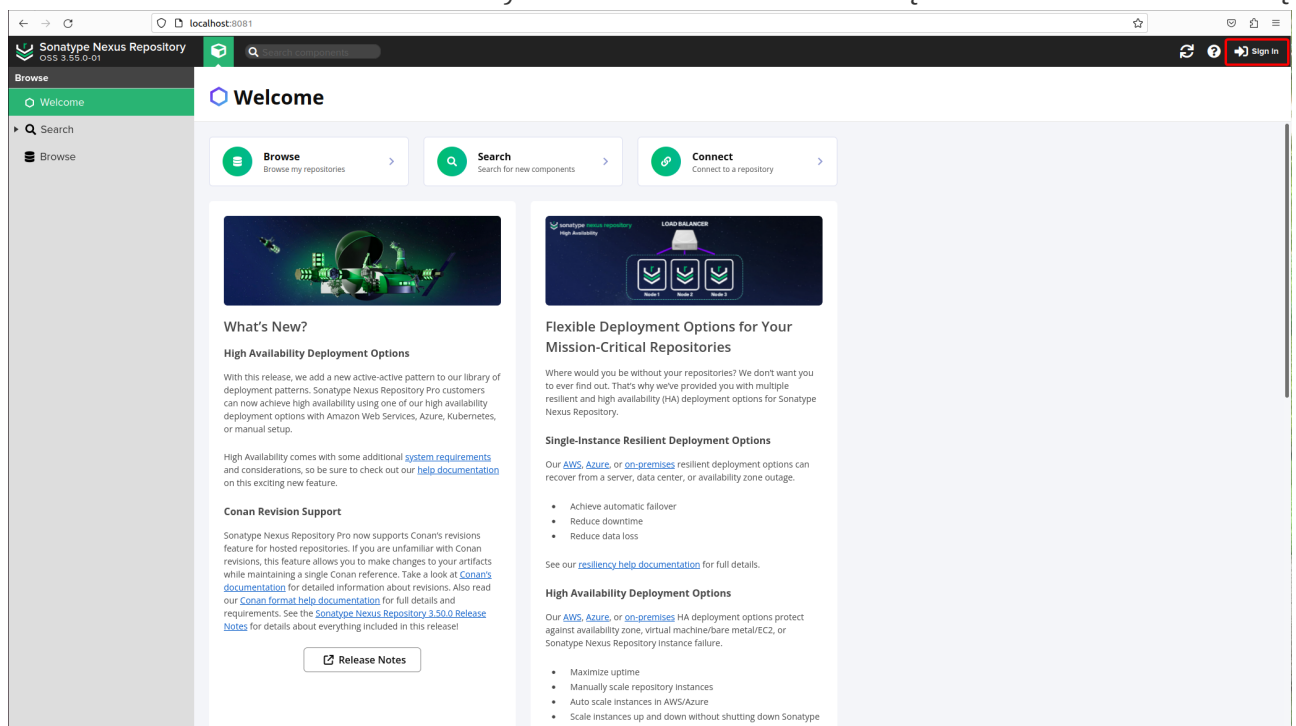 localhost:8081
Sonatype Nexus Repository
OSS 3.55.0-01
Search components
Sign In
Browse
Welcome
Search
Browse
Welcome
Browse
Browse my repositories
Search
Search for new components
Connect
Connect to a repository
What's New?
High Availability Deployment Options
With this release, we add a new active-active pattern to our library of
deployment patterns. Sonatype Nexus Repository Pro customers
can now achieve high availability using one of our high availability
deployment options with Amazon Web Services, Azure, Kubernetes,
or manual setup.
High Availability comes with some additional system requirements
and considerations, so be sure to check out our help documentation
on this exciting new feature.
Conan Revision Support
Sonatype Nexus Repository Pro now supports Conan's revisions
feature for hosted repositories. If you are unfamiliar with Conan
revisions, this feature allows you to make changes to your artifacts
while maintaining a single Conan reference. Take a look at Conan's
documentation for detailed information about revisions. Also read
our Conan format help documentation for full details and
requirements. See the Sonatype Nexus Repository 3.50.0 Release
Notes for details about everything included in this release!
Release Notes
sonatype nexus repository
High Availability
LOAD BALANCER
Node 1 Node 2 Node 3
Flexible Deployment Options for Your
Mission-Critical Repositories
Where would you be without your repositories? We don't want you
to ever find out. That's why we've provided you with multiple
resilient and high availability (HA) deployment options for Sonatype
Nexus Repository.
Single-Instance Resilient Deployment Options
Our AWS, Azure, or on-premises resilient deployment options can
recover from a server, data center, or availability zone outage.
• Achieve automatic failover
• Reduce downtime
• Reduce data loss
See our resiliency help documentation for full details.
High Availability Deployment Options
Our AWS, Azure, or on-premises HA deployment options protect
against availability zone, virtual machine/bare metal/EC2, or
Sonatype Nexus Repository instance failure.
• Maximize uptime
• Manually scale repository instances
• Auto scale instances in AWS/Azure
• Scale instances up and down without shutting down Sonatype